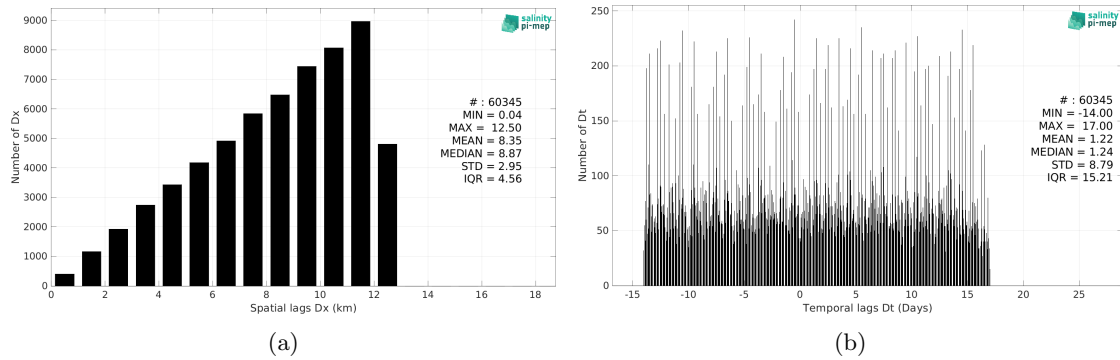 9000
8000
7000
6000
5000
4000
3000
2000
1000
0
Number of Dx
0 2 4 6 8 10 12 14 16 18
Spatial lags Dx (km)
salinity
pi-mep
# : 60345
MIN = 0.04
MAX = 12.50
MEAN = 8.35
MEDIAN = 8.87
STD = 2.95
IQR = 4.56
(a)
250
200
150
100
50
0
Number of Dt
-15 -10 -5 0 5 10 15 20 25
Temporal lags Dt (Days)
salinity
pi-mep
# : 60345
MIN = -14.00
MAX = 17.00
MEAN = 1.22
MEDIAN = 1.24
STD = 8.79
IQR = 15.21
(b)